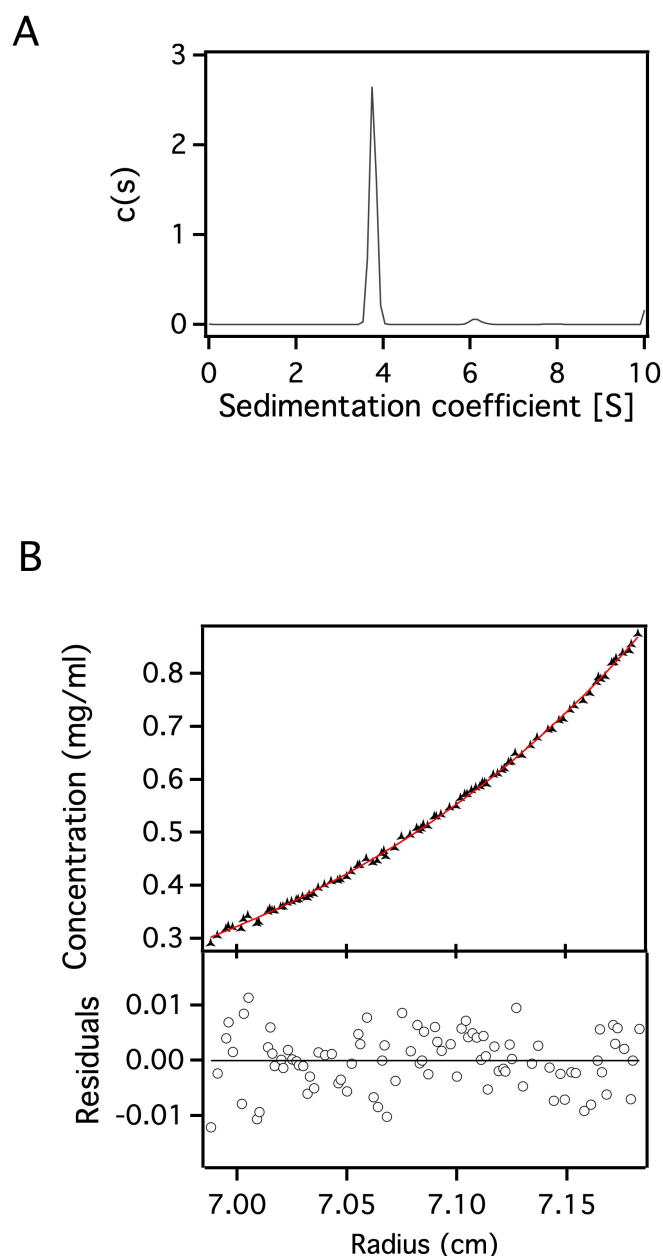 A
3
2
1
0
c(s)
0 2 4 6 8 10
Sedimentation coefficient [S]
B
0.8
0.7
0.6
0.5
0.4
0.3
Concentration (mg/ml)
0.01
0.00
-0.01
Residuals
7.00 7.05 7.10 7.15
Radius (cm)